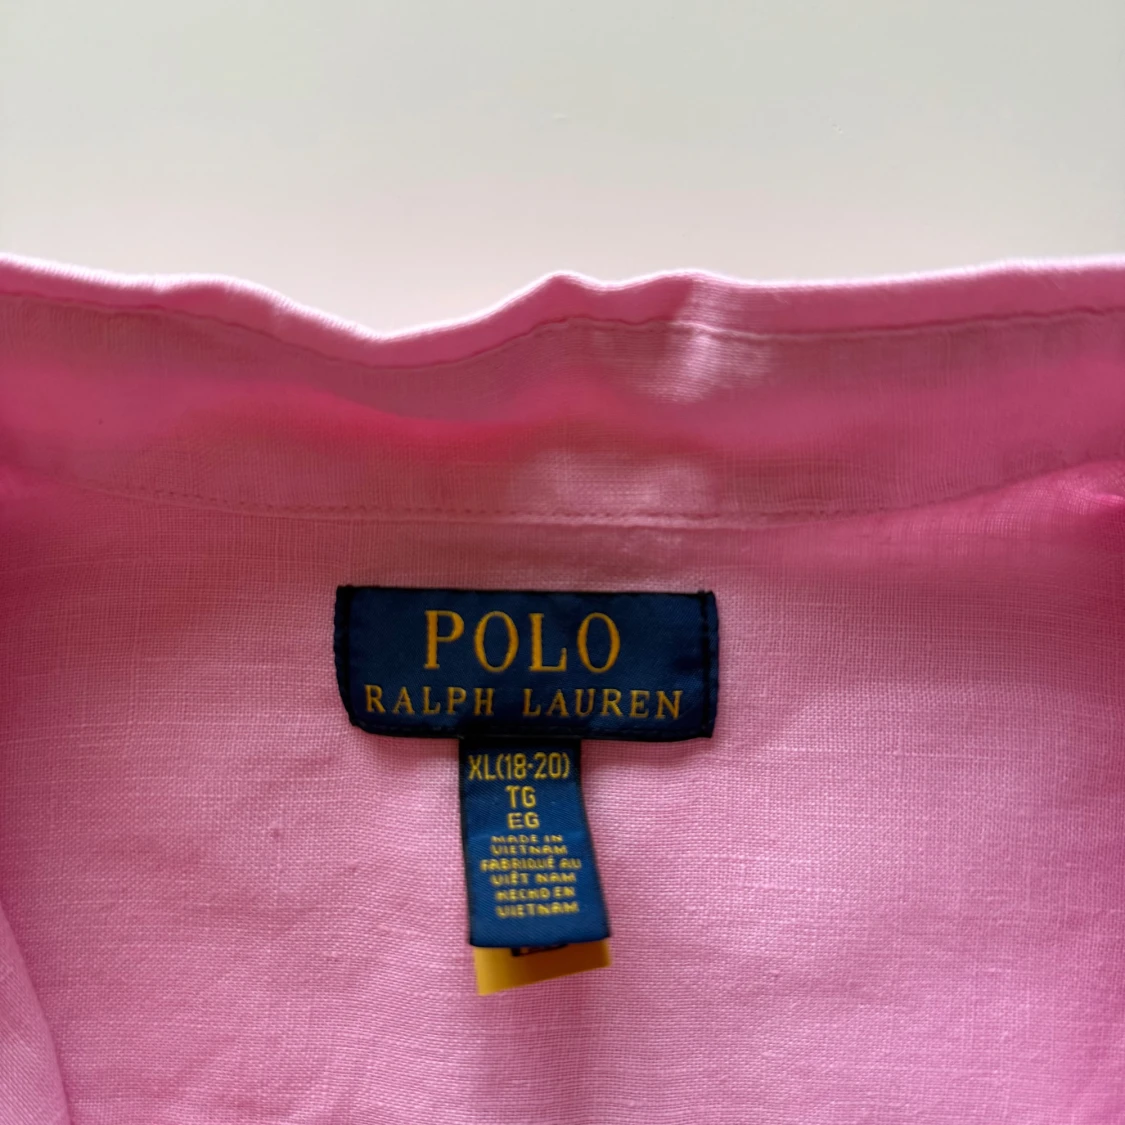 POLO
RALPH LAUREN
XL(18-20)
TG
EG
MADE IN
VIETNAM
FABRIQUÉ AU
VIÊT NAM
HECHO EN
VIETNAM